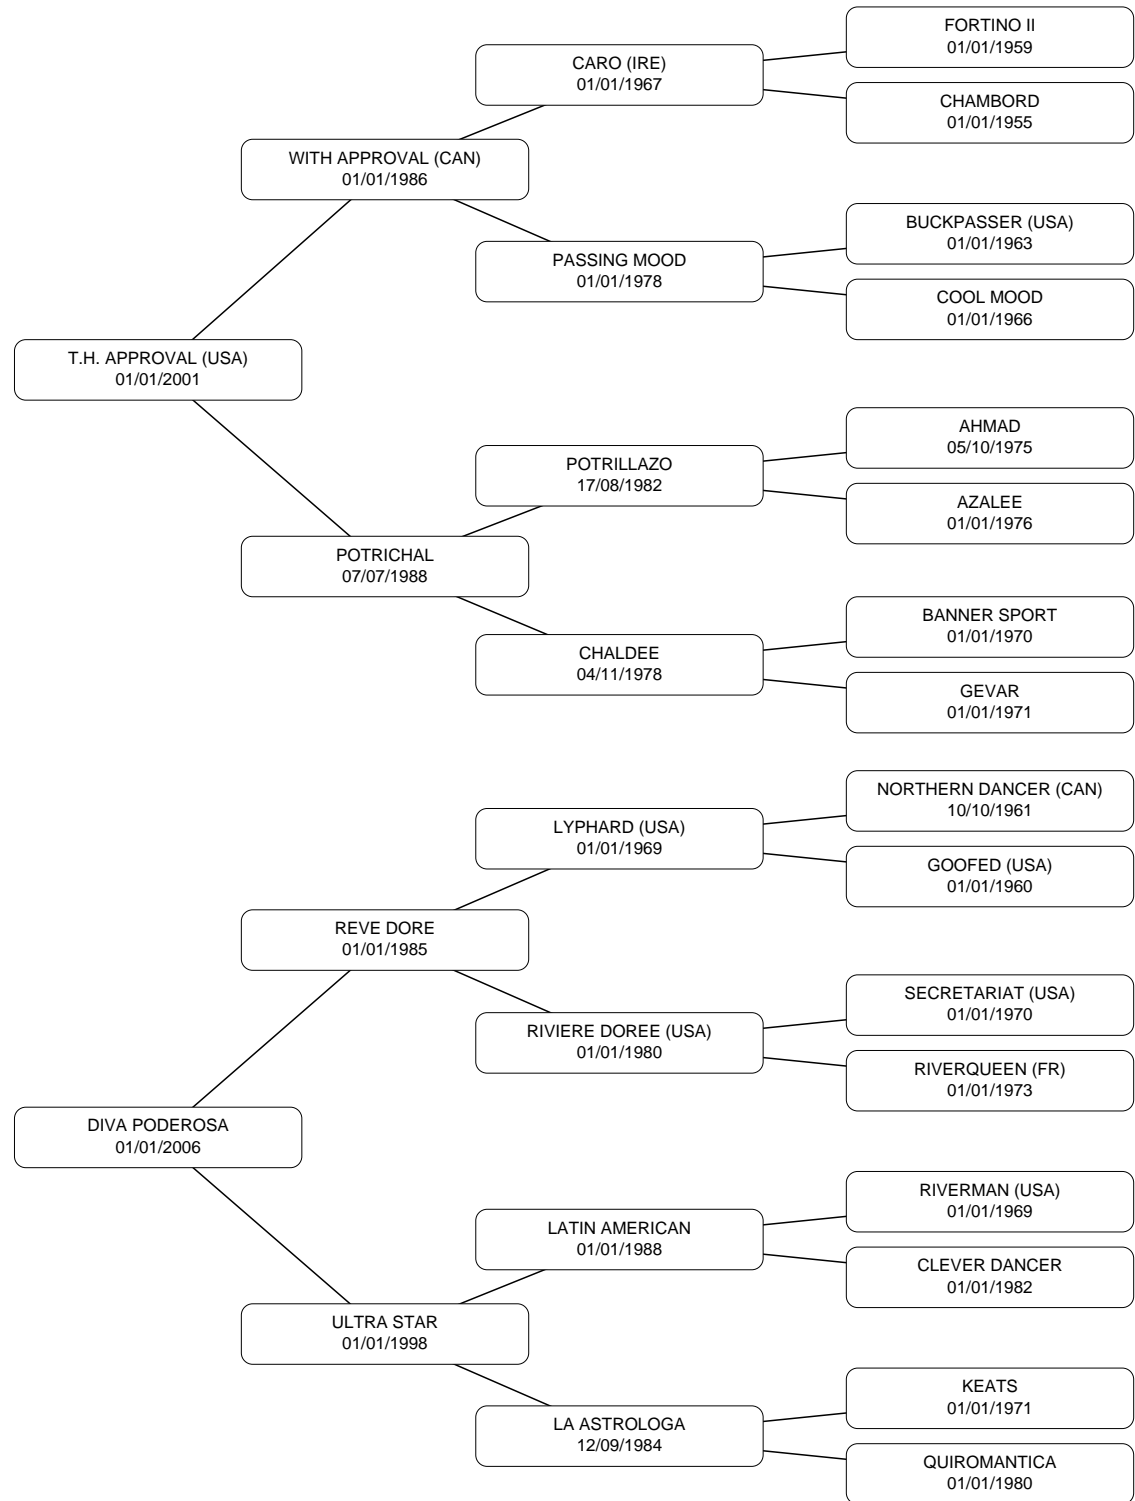 FORTINO II
01/01/1959
CARO (IRE)
01/01/1967
CHAMBORD
01/01/1955
WITH APPROVAL (CAN)
01/01/1986
BUCKPASSER (USA)
01/01/1963
PASSING MOOD
01/01/1978
COOL MOOD
01/01/1966
T.H. APPROVAL (USA)
01/01/2001
AHMAD
05/10/1975
POTRILLAZO
17/08/1982
AZALEE
01/01/1976
POTRICHAL
07/07/1988
BANNER SPORT
01/01/1970
CHALDEE
04/11/1978
GEVAR
01/01/1971
NORTHERN DANCER (CAN)
10/10/1961
LYPHARD (USA)
01/01/1969
GOOFED (USA)
01/01/1960
REVE DORE
01/01/1985
SECRETARIAT (USA)
01/01/1970
RIVIERE DOREE (USA)
01/01/1980
RIVERQUEEN (FR)
01/01/1973
DIVA PODEROSA
01/01/2006
RIVERMAN (USA)
01/01/1969
LATIN AMERICAN
01/01/1988
CLEVER DANCER
01/01/1982
ULTRA STAR
01/01/1998
KEATS
01/01/1971
LA ASTROLOGA
12/09/1984
QUIROMANTICA
01/01/1980